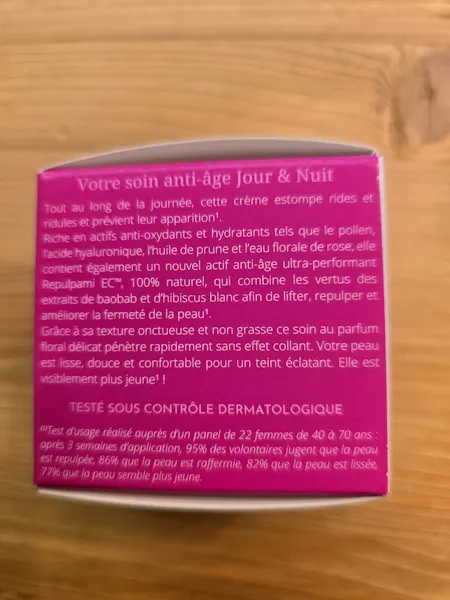 Votre soin anti-âge Jour & Nuit
Tout au long de la journée, cette crème estompe rides et
ridules et prévient leur apparition¹.
Riche en actifs anti-oxydants et hydratants tels que le pollen,
l'acide hyaluronique, l'huile de prune et l'eau florale de rose, elle
contient également un nouvel actif anti-âge ultra-performant
Repulpami EC™, 100% naturel, qui combine les vertus des
extraits de baobab et d'hibiscus blanc afin de lifter, repulper et
améliorer la fermeté de la peau¹.
Grâce à sa texture onctueuse et non grasse ce soin au parfum
floral délicat pénètre rapidement sans effet collant. Votre peau
est lisse, douce et confortable pour un teint éclatant. Elle est
visiblement plus jeune¹ !
TESTÉ SOUS CONTRÔLE DERMATOLOGIQUE
Test d'usage réalisé auprès d'un panel de 22 femmes de 40 à 70 ans :
après 3 semaines d'application, 95% des volontaires jugent que la peau
est repulpée, 86% que la peau est raffermie, 82% que la peau est lissée,
77% que la peau semble plus jeune.